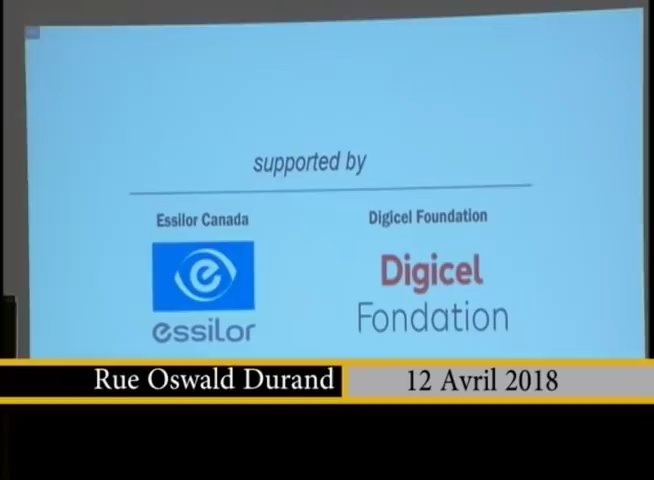 supported by
Essilor Canada
Digicel Foundation
e
essilor
Digicel
Fondation
Rue Oswald Durand
12 Avril 2018